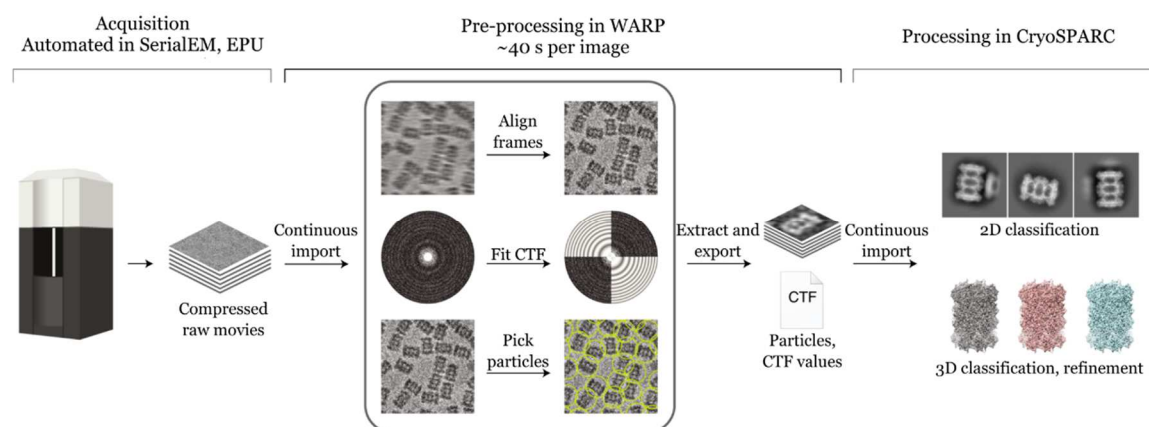 Acquisition
Automated in SerialEM, EPU
Pre-processing in WARP
~40 s per image
Processing in CryoSPARC
Align
frames
Continuous
import
Fit CTF
Extract and
export
Continuous
import
2D classification
Compressed
raw movies
CTF
Pick
particles
Particles,
CTF values
3D classification, refinement